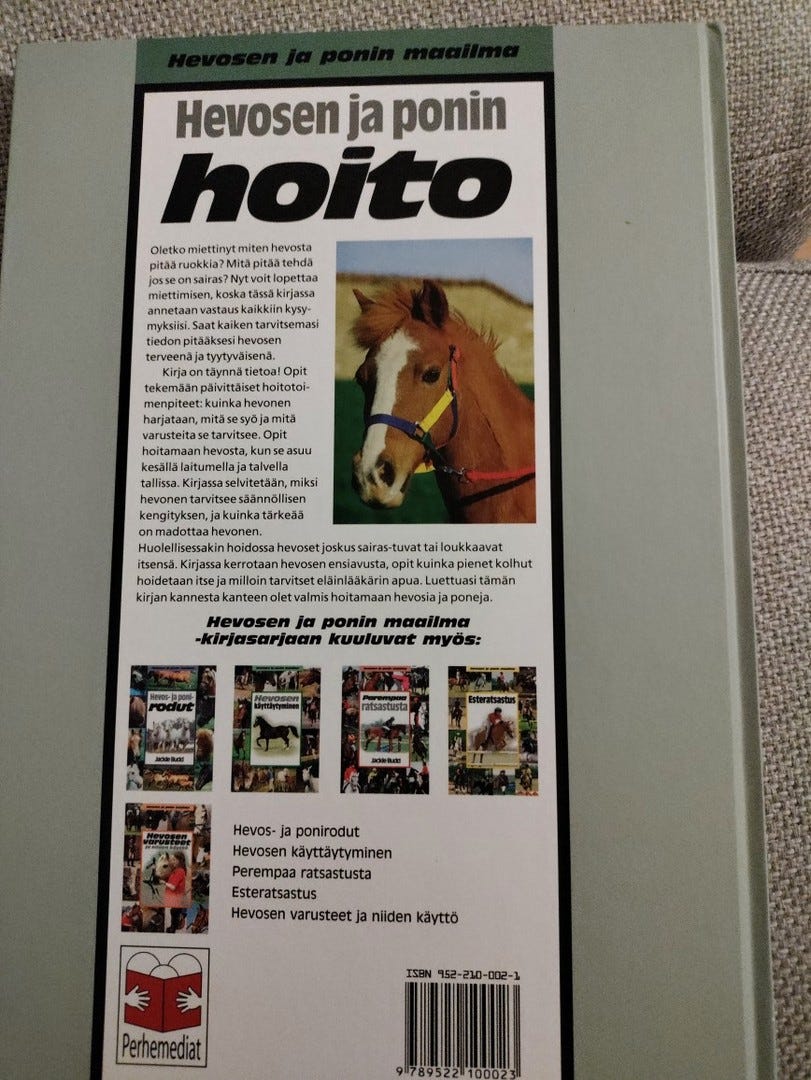 Hevosen ja ponin maailma
Hevosen ja ponin
hoito
Oletko miettinyt miten hevosta
pitää ruokkia? Mitä pitää tehdä
jos se on sairas? Nyt voit lopettaa
miettimisen, koska tässä kirjassa
annetaan vastaus kaikkiin kysy-
myksiisi. Saat kaiken tarvitsemasi
tiedon pitääksesi hevosen
terveenä ja tyytyväisenä.
Kirja on täynnä tietoa! Opit
tekemään päivittäiset hoitotoi-
menpiteet: kuinka hevonen
harjataan, mitä se syö ja mitä
varusteita se tarvitsee. Opit
hoitamaan hevosta, kun se asuu
kesällä laitumella ja talvella
tallissa. Kirjassa selvitetään, miksi
hevonen tarvitsee säännöllisen
kengityksen, ja kuinka tärkeää
on madottaa hevonen.
Huolellisessakin hoidossa hevoset joskus sairas-tuvat tai loukkaavat
itsensä. Kirjassa kerrotaan hevosen ensiavusta, opit kuinka pienet kolhut
hoidetaan itse ja milloin tarvitset eläinlääkärin apua. Luettuasi tämän
kirjan kannesta kanteen olet valmis hoitamaan hevosia ja poneja.
Hevosen ja ponin maailma
-kirjasarjaan kuuluvat myös:
Hevos- ja poni-
rodut
Jackie Budd
Hevosen
käyttäytyminen
Parempaa
ratsastusta
Jackie Budd
Esteratsastus
Hevosen
varusteet
ja niiden käyttö
Hevos- ja ponirodut
Hevosen käyttäytyminen
Perempaa ratsastusta
Esteratsastus
Hevosen varusteet ja niiden käyttö
Perhemediat
ISBN 952-210-002-1
9 789522 100023